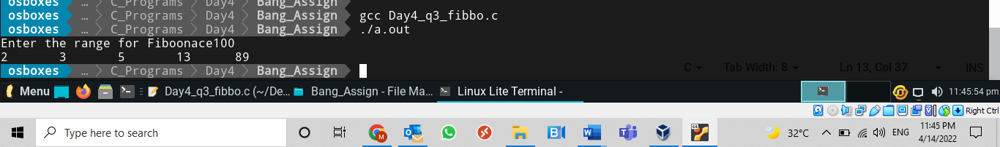 osboxes … C_Programs Day4 Bang_Assign
osboxes … C_Programs Day4 Bang_Assign gcc Day4_q3_fibbo.c
osboxes … C_Programs Day4 Bang_Assign ./a.out
Enter the range for Fiboonace100
2 3 5 13 89
osboxes … C_Programs Day4 Bang_Assign
C Tab Width: 8 Ln 13, Col 37 INS
Menu Day4_q3_fibbo.c (~/De... Bang_Assign - File Ma... Linux Lite Terminal - 11:45:54 pm
Right Ctrl
Type here to search 32°C ENG 11:45 PM
4/14/2022